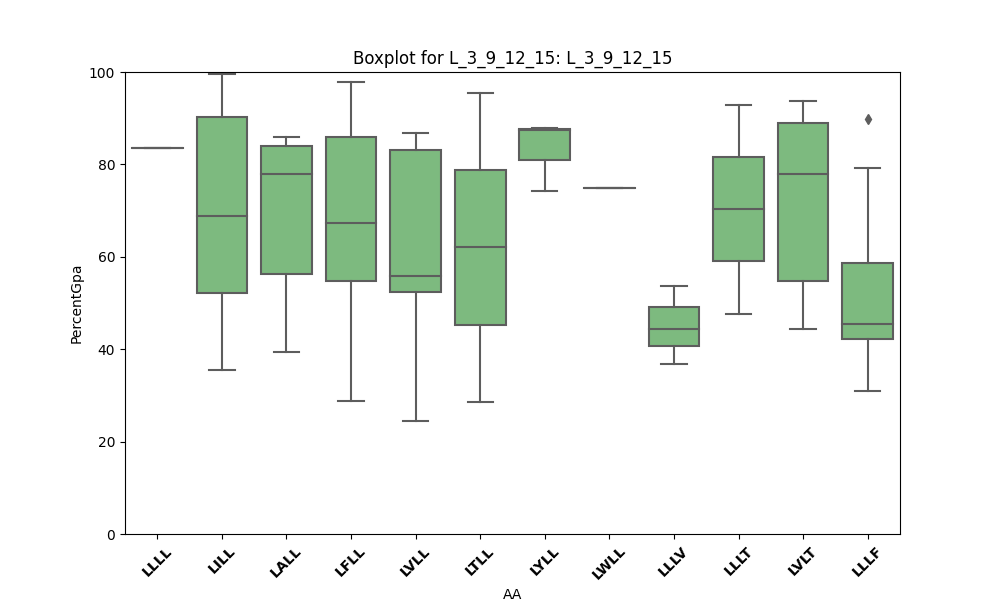 Boxplot for L_3_9_12_15: L_3_9_12_15
100
80
60
40
20
0
PercentGpa
LLLL LILL LALL LFLL LVLL LTLL LYLL LWLL LLLV LLLT LVLT LLLF
AA